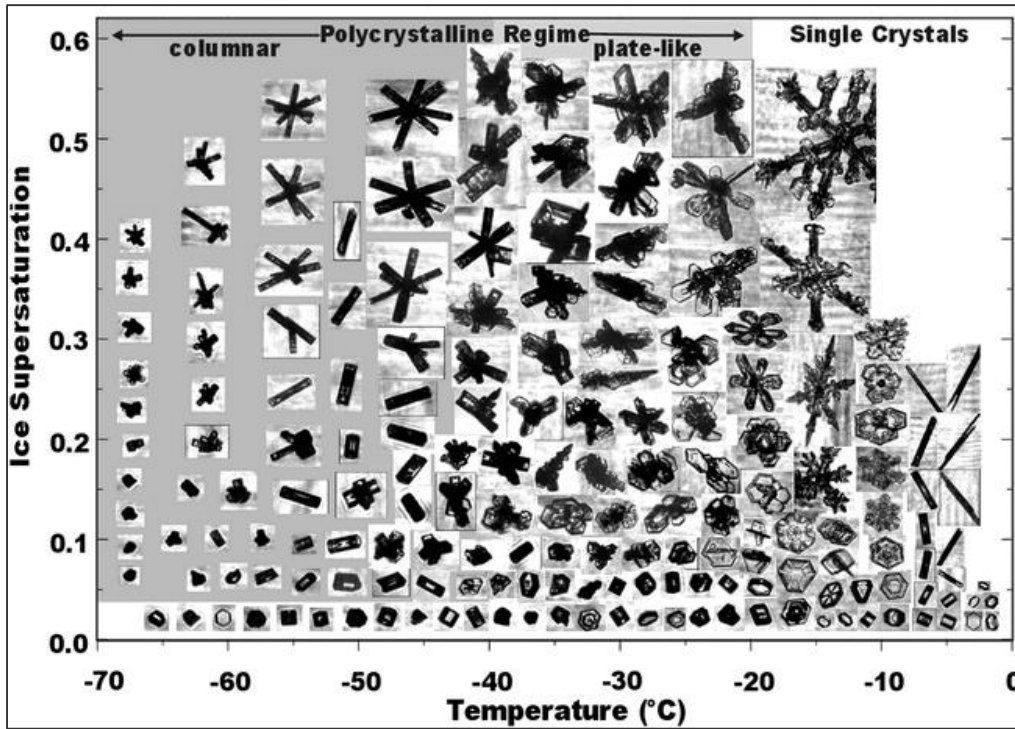 Polycrystalline Regime
columnar
plate-like
Single Crystals
Ice Supersaturation
0.6
0.5
0.4
0.3
0.2
0.1
0.0
-70
-60
-50
-40
-30
-20
-10
0
Temperature (°C)